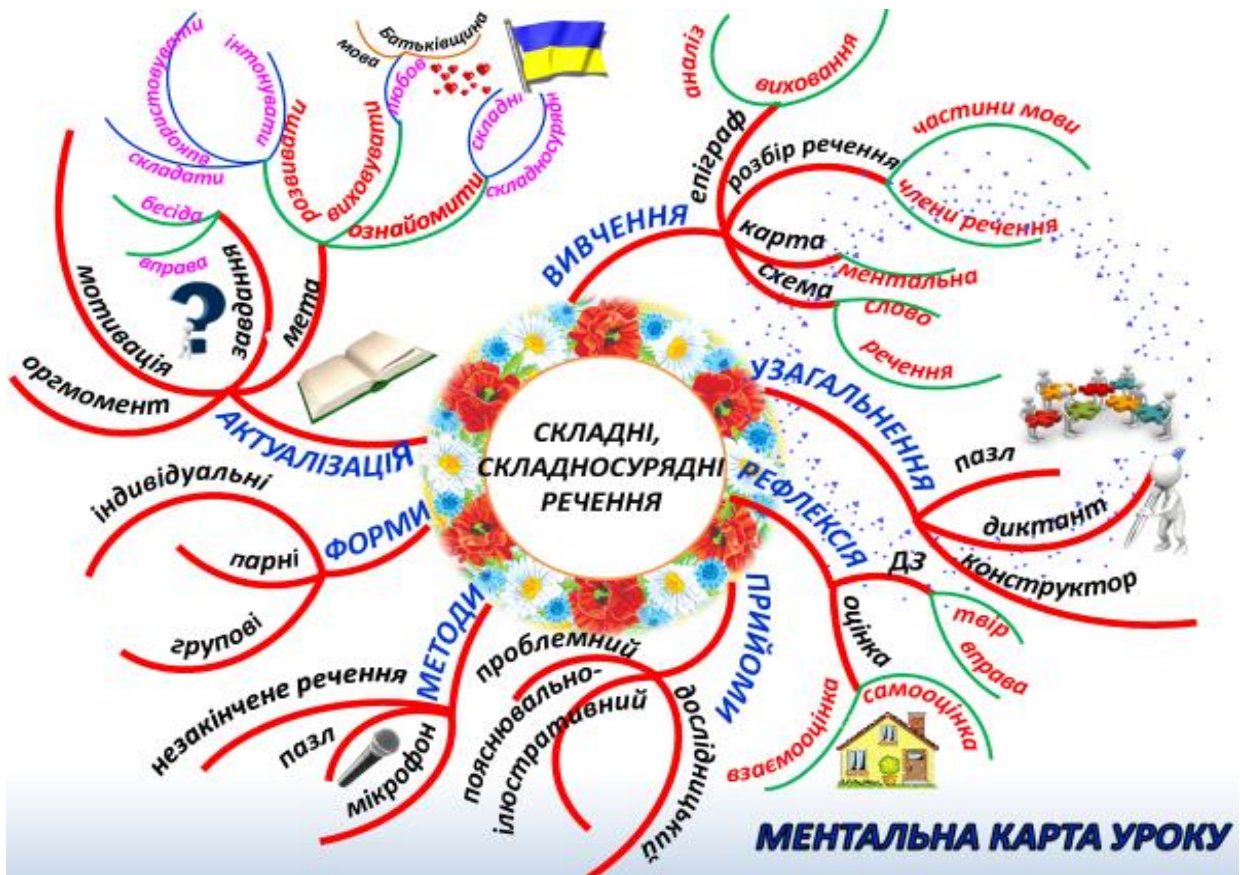 СКЛАДНІ,
СКЛАДНОСУРЯДНІ
РЕЧЕННЯ
ВИВЧЕННЯ
епіграф
аналіз
виховання
розбір речення
частини мови
члени речення
карта
ментальна
схема
слово
речення
УЗАГАЛЬНЕННЯ
пазл
диктант
конструктор
РЕФЛЕКСІЯ
ДЗ
твір
вправа
оцінка
самооцінка
взаємооцінка
ПРИЙОМИ
проблемний
пояснювально-
ілюстративний
дослідницький
МЕТОДИ
незакінчене речення
пазл
мікрофон
ФОРМИ
індивідуальні
парні
групові
АКТУАЛІЗАЦІЯ
оргмомент
мотивація
завдання
бесіда
вправа
мета
розвивати
використовувати
інтонувати
складати
виховувати
любов
мова
Батьківщина
ознайомити
складні
складносурядні
МЕНТАЛЬНА КАРТА УРОКУ